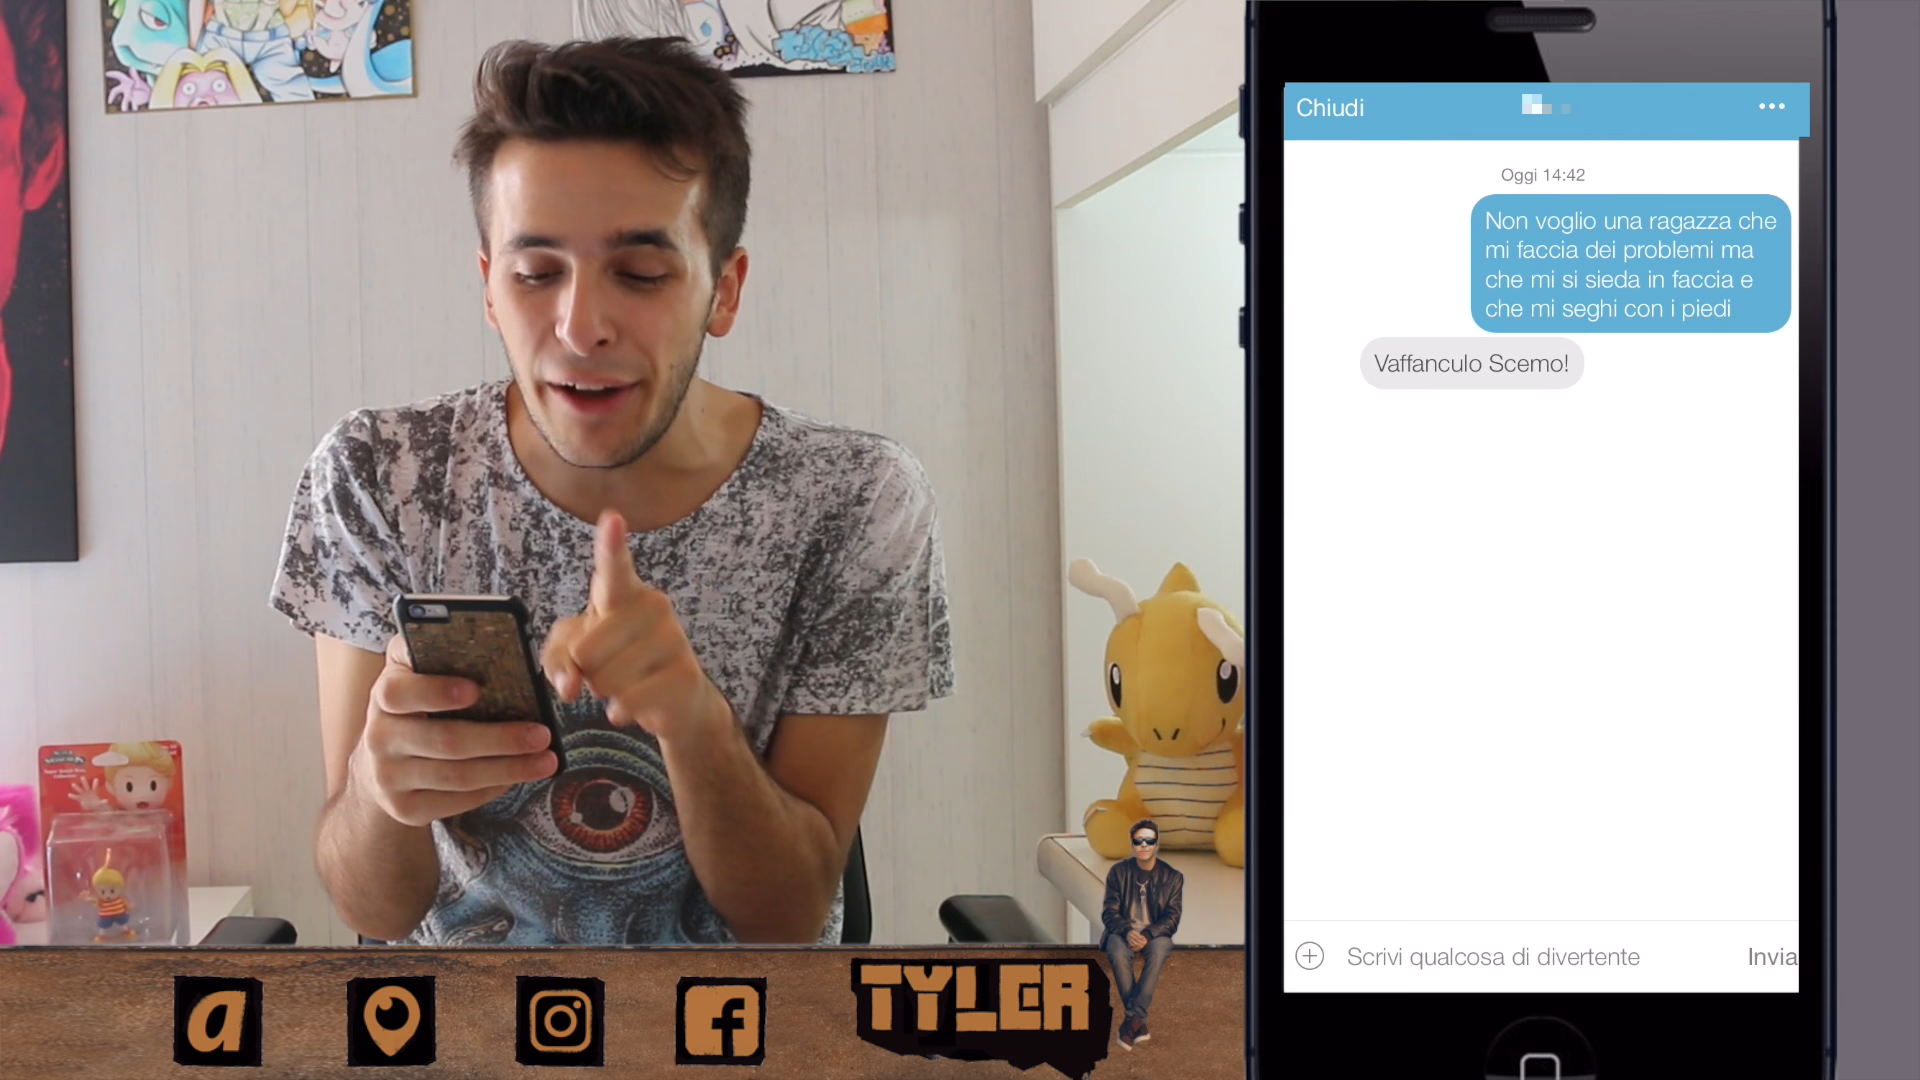 Chiudi
Oggi 14:42
Non voglio una ragazza che
mi faccia dei problemi ma
che mi si sieda in faccia e
che mi seghi con i piedi
Vaffanculo Scemo!
Scrivi qualcosa di divertente
Invia
TYLER